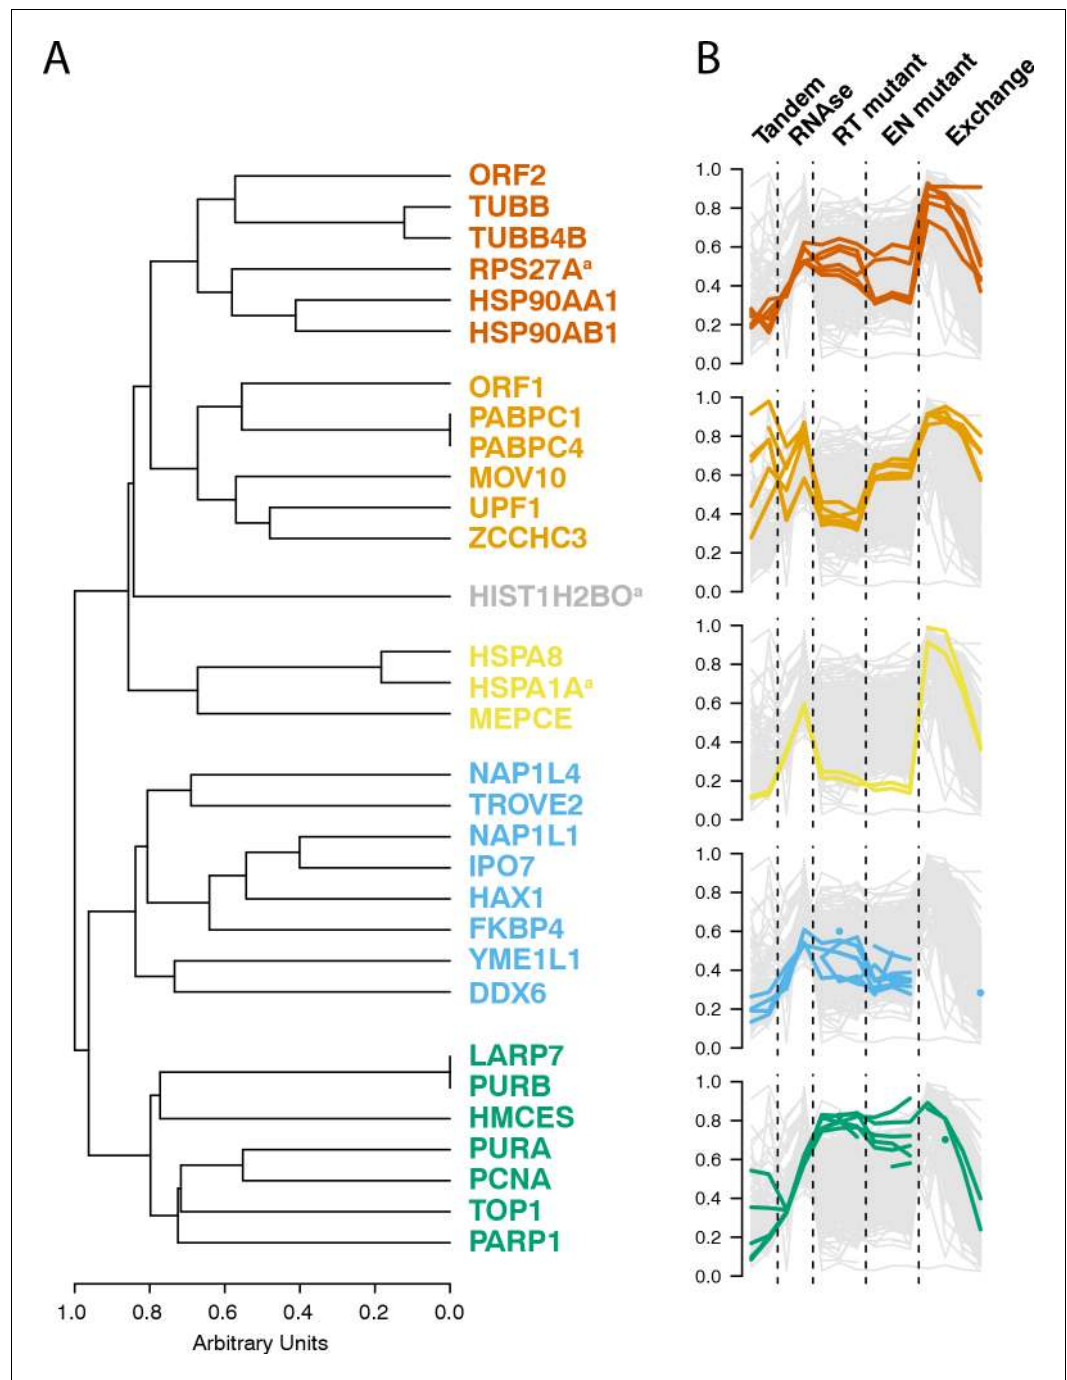 A
B
Tandem
RNAse
RT mutant
EN mutant
Exchange
ORF2
TUBB
TUBB4B
RPS27Aª
HSP90AA1
HSP90AB1
ORF1
PABPC1
PABPC4
MOV10
UPF1
ZCCHC3
HIST1H2BOª
HSPA8
HSPA1Aª
MEPCE
NAP1L4
TROVE2
NAP1L1
IPO7
HAX1
FKBP4
YME1L1
DDX6
LARP7
PURB
HMCES
PURA
PCNA
TOP1
PARP1
1.0 0.8 0.6 0.4 0.2 0.0
Arbitrary Units
1.0
0.8
0.6
0.4
0.2
0.0
1.0
0.8
0.6
0.4
0.2
0.0
1.0
0.8
0.6
0.4
0.2
0.0
1.0
0.8
0.6
0.4
0.2
0.0
1.0
0.8
0.6
0.4
0.2
0.0